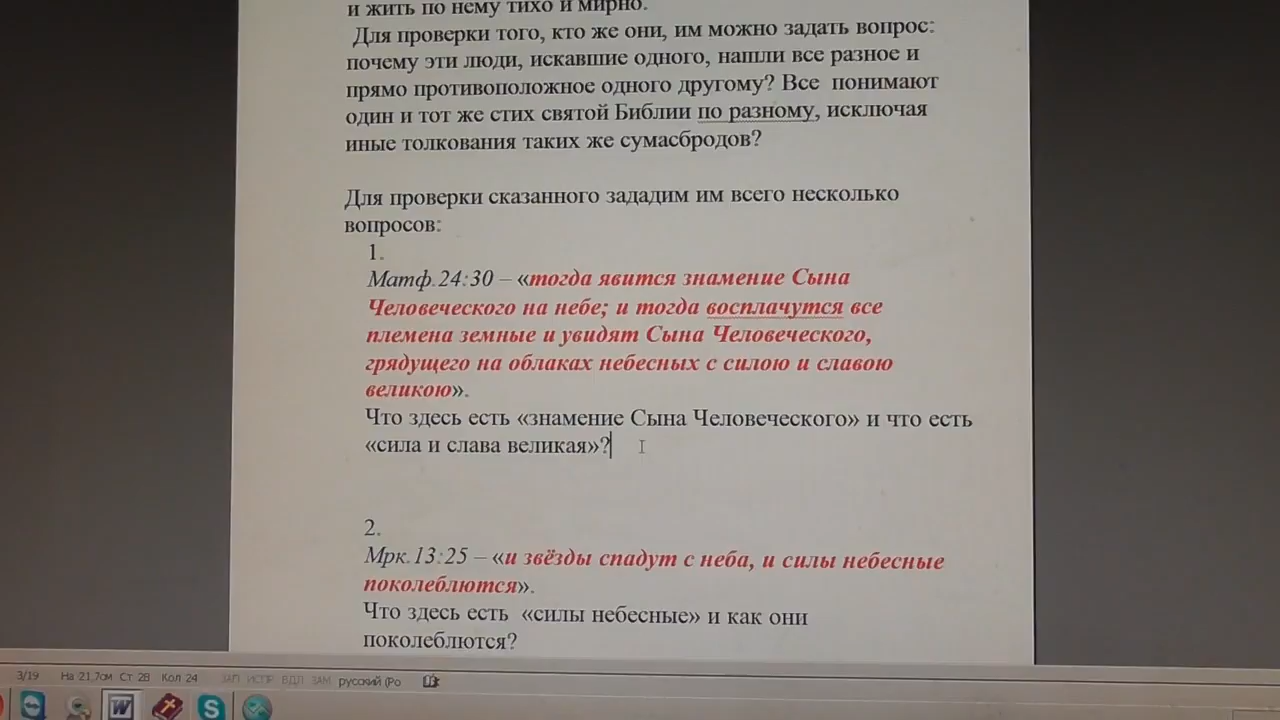 и жить по нему тихо и мирно.
Для проверки того, кто же они, им можно задать вопрос:
почему эти люди, искавшие одного, нашли все разное и
прямо противоположное одного другому? Все понимают
один и тот же стих святой Библии по разному, исключая
иные толкования таких же сумасбродов?
Для проверки сказанного зададим им всего несколько
вопросов:
1.
Матф.24:30 – «тогда явится знамение Сына
Человеческого на небе; и тогда восплачутся все
племена земные и увидят Сына Человеческого,
грядущего на облаках небесных с силою и славою
великою».
Что здесь есть «знамение Сына Человеческого» и что есть
«сила и слава великая»?
2.
Мрк.13:25 – «и звёзды спадут с неба, и силы небесные
поколеблются».
Что здесь есть «силы небесные» и как они
поколеблются?
3/19 На 21,7см Ст 28 Кол 24 ЗАП ИСПР ВДЛ ЗАМ русский (Ро